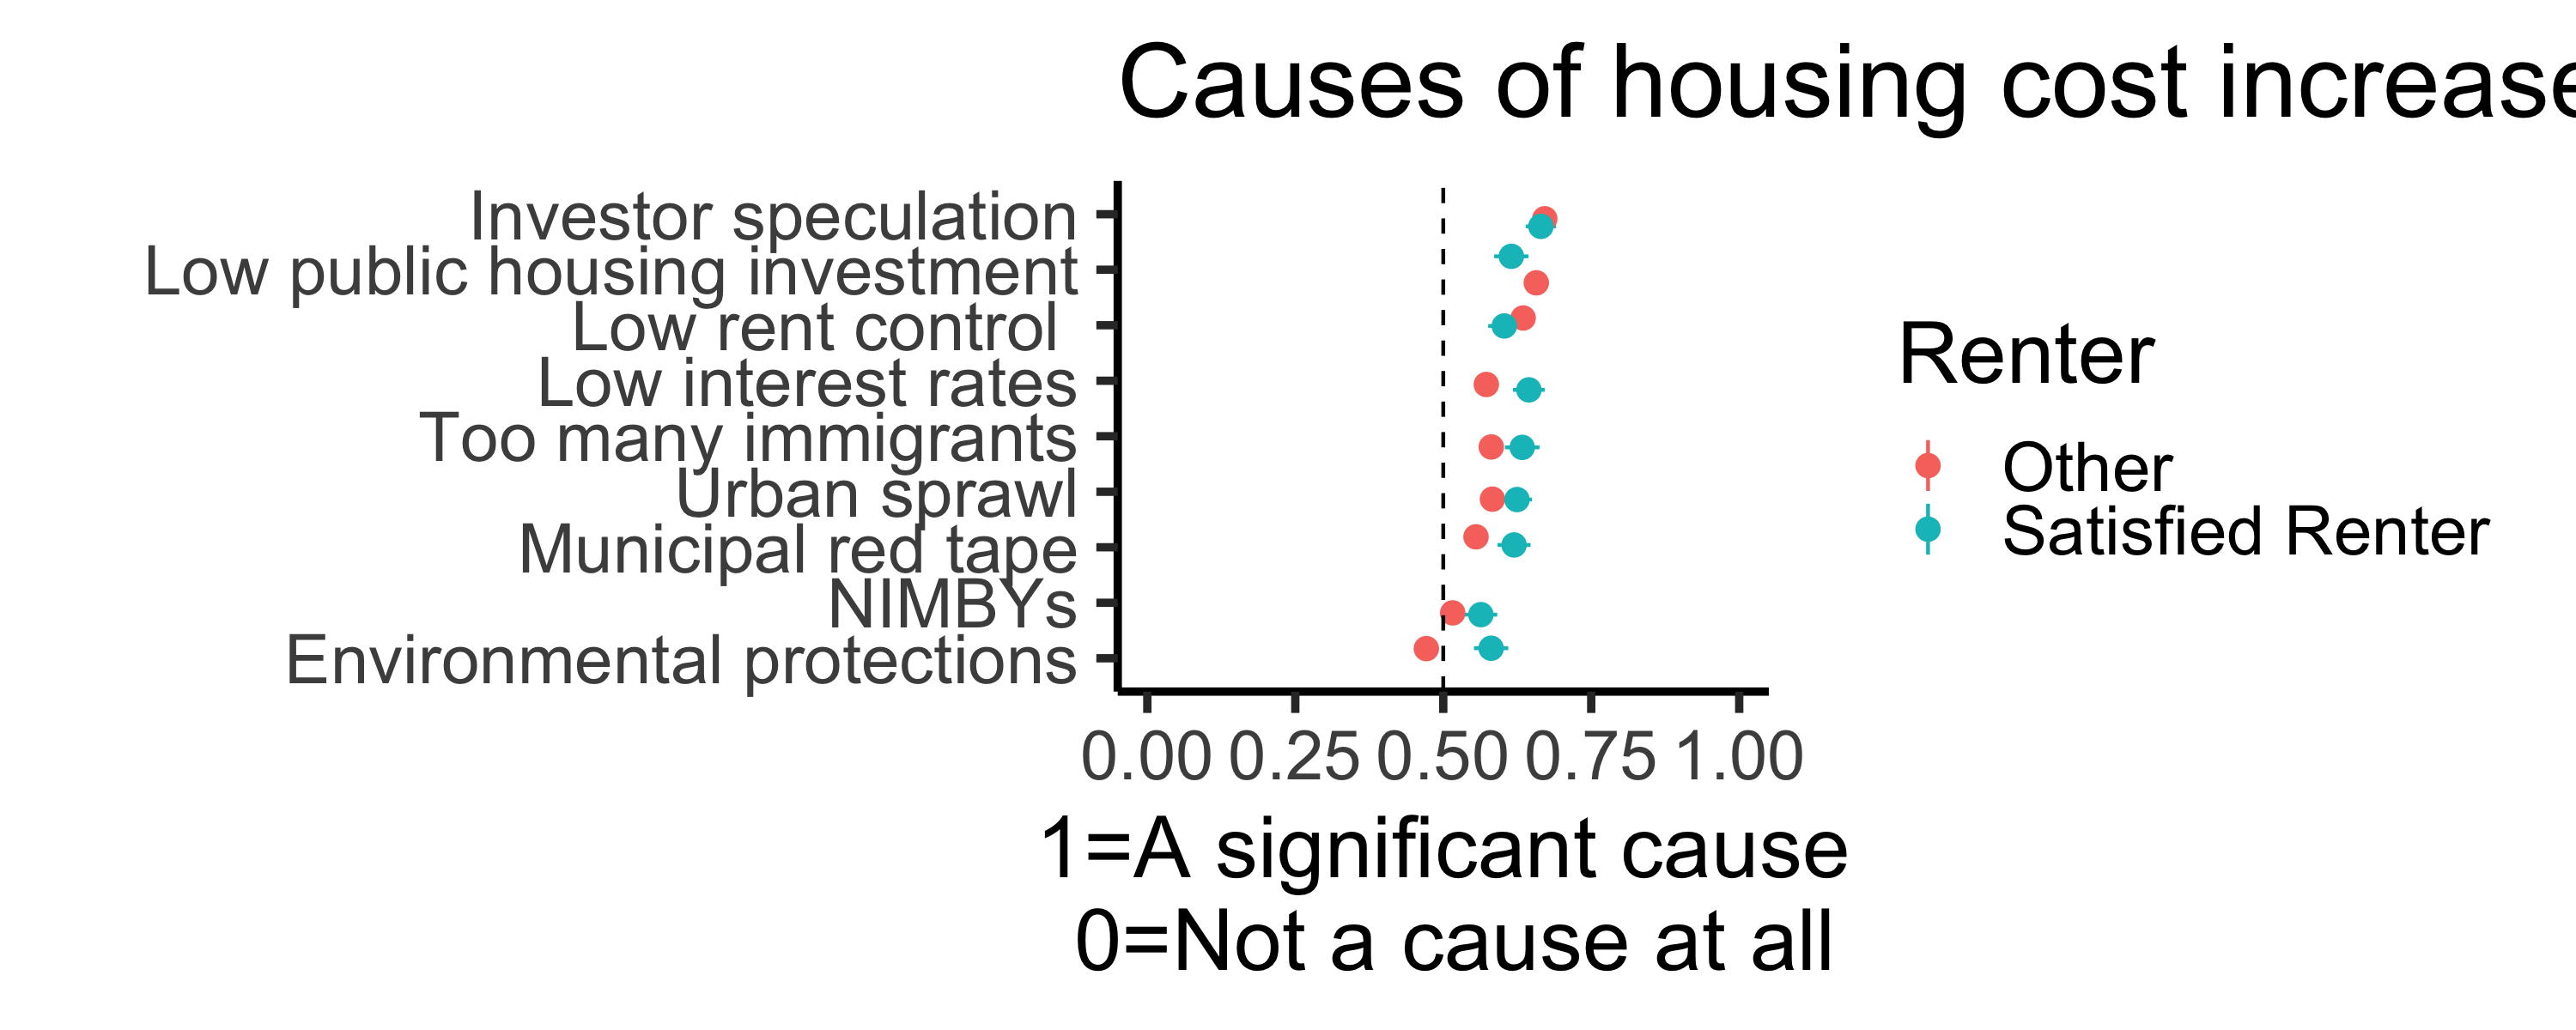 Causes of housing cost increase
Investor speculation
Low public housing investment
Low rent control
Low interest rates
Too many immigrants
Urban sprawl
Municipal red tape
NIMBYs
Environmental protections
0.00 0.25 0.50 0.75 1.00
1=A significant cause
0=Not a cause at all
Renter
Other
Satisfied Renter